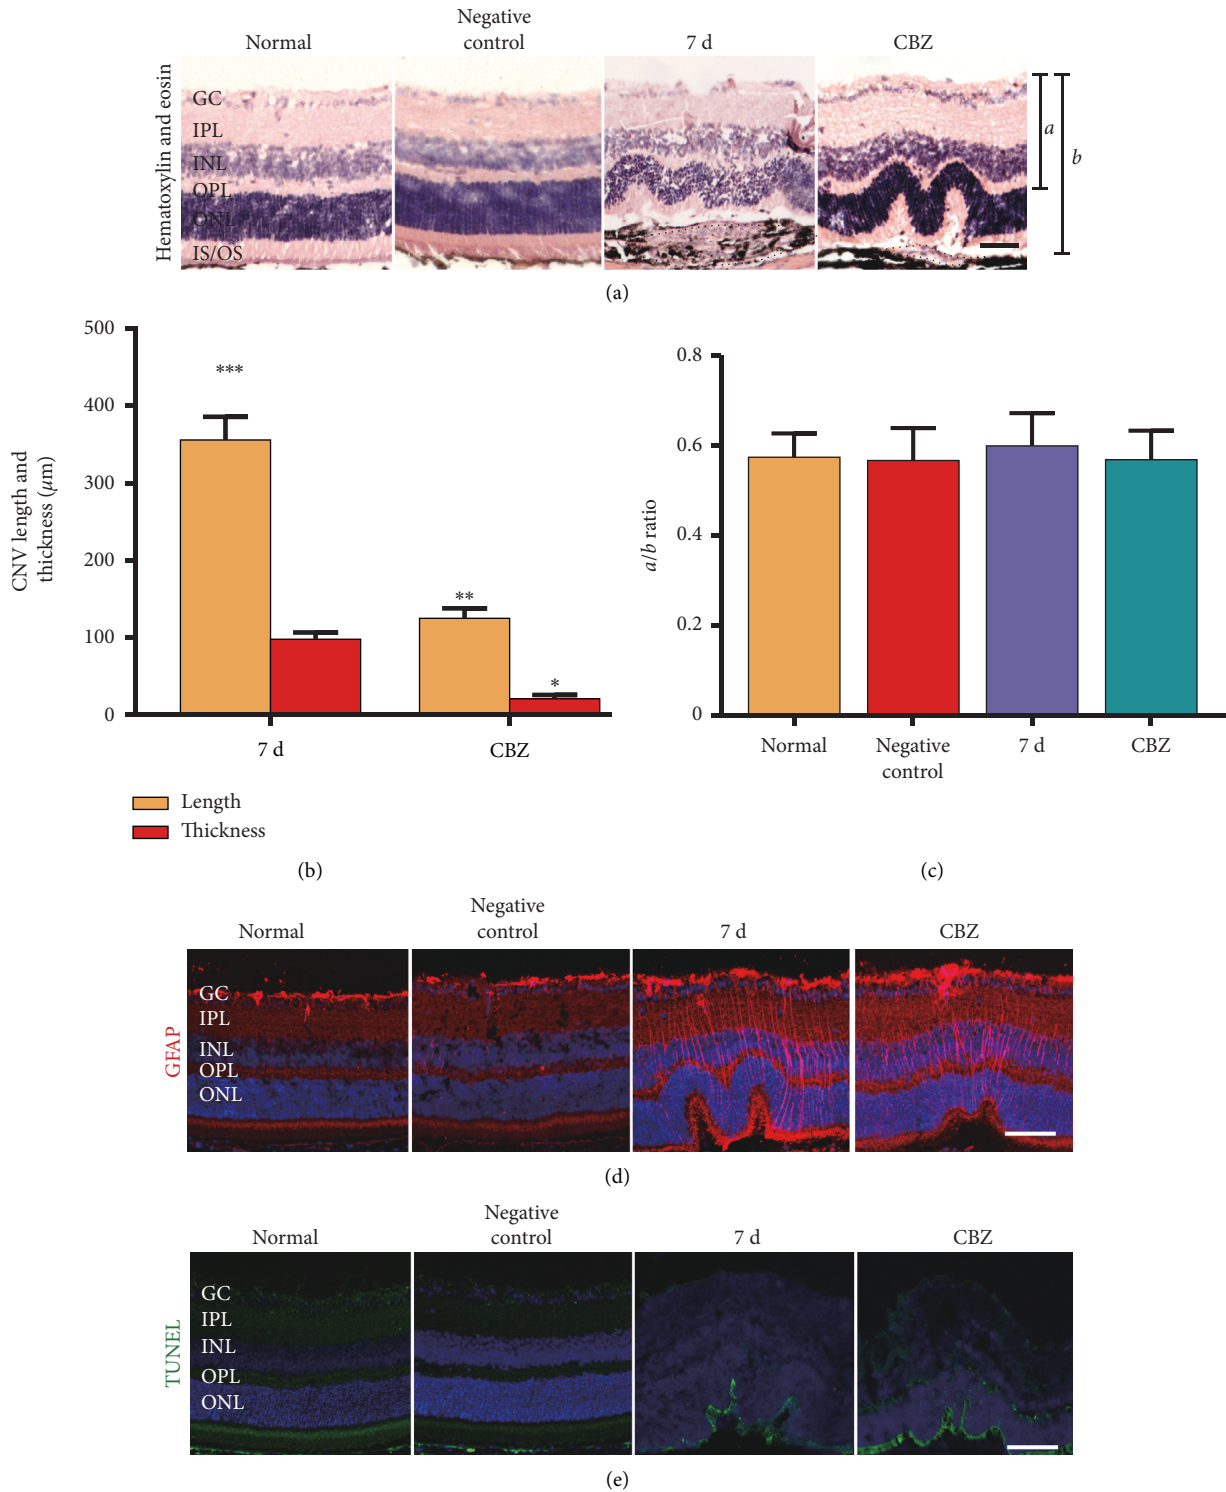 Normal
Negative
control
7 d
CBZ
Hematoxylin and eosin
GC
IPL
INL
OPL
ONL
IS/OS
a
b
(a)
500
400
300
200
100
0
CNV length and
thickness (μm)
***
**
*
7 d
CBZ
Length
Thickness
(b)
0.8
0.6
0.4
0.2
0
a/b ratio
Normal
Negative
control
7 d
CBZ
(c)
Normal
Negative
control
7 d
CBZ
GFAP
GC
IPL
INL
OPL
ONL
(d)
Normal
Negative
control
7 d
CBZ
TUNEL
GC
IPL
INL
OPL
ONL
(e)